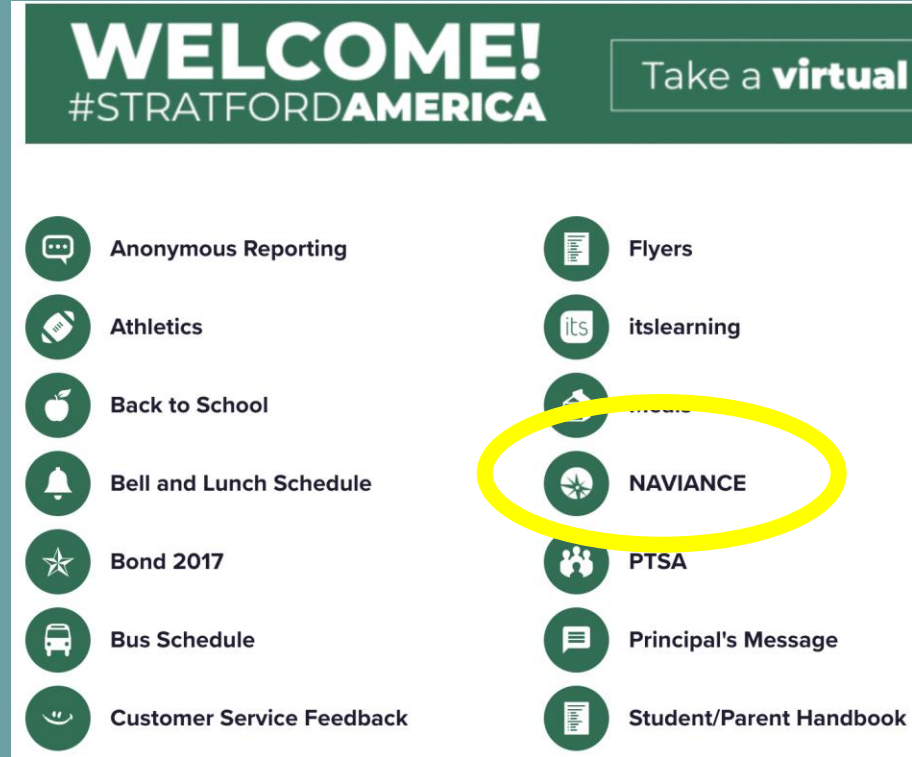 WELCOME!
#STRATFORDAMERICA
Take a virtual
Anonymous Reporting
Athletics
Back to School
Bell and Lunch Schedule
Bond 2017
Bus Schedule
Customer Service Feedback
Flyers
its
itslearning
NAVIANCE
PTSA
Principal's Message
Student/Parent Handbook